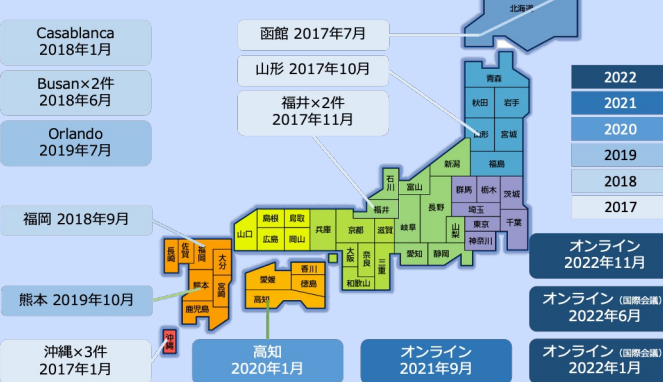 Casablanca
2018年1月
Busan×2件
2018年6月
Orlando
2019年7月
函館 2017年7月
山形 2017年10月
福井×2件
2017年11月
北海道
青森
秋田
岩手
山形
宮城
福島
新潟
石川
富山
福井
長野
岐阜
群馬
栃木
茨城
埼玉
東京
千葉
山梨
神奈川
愛知
静岡
京都
滋賀
大阪
奈良
三重
和歌山
兵庫
島根
鳥取
広島
岡山
山口
香川
愛媛
徳島
高知
長崎
佐賀
福岡
大分
熊本
宮崎
鹿児島
沖縄
2022
2021
2020
2019
2018
2017
福岡 2018年9月
熊本 2019年10月
沖縄×3件
2017年1月
高知
2020年1月
オンライン
2021年9月
オンライン
2022年11月
オンライン (国際会議)
2022年6月
オンライン (国際会議)
2022年1月